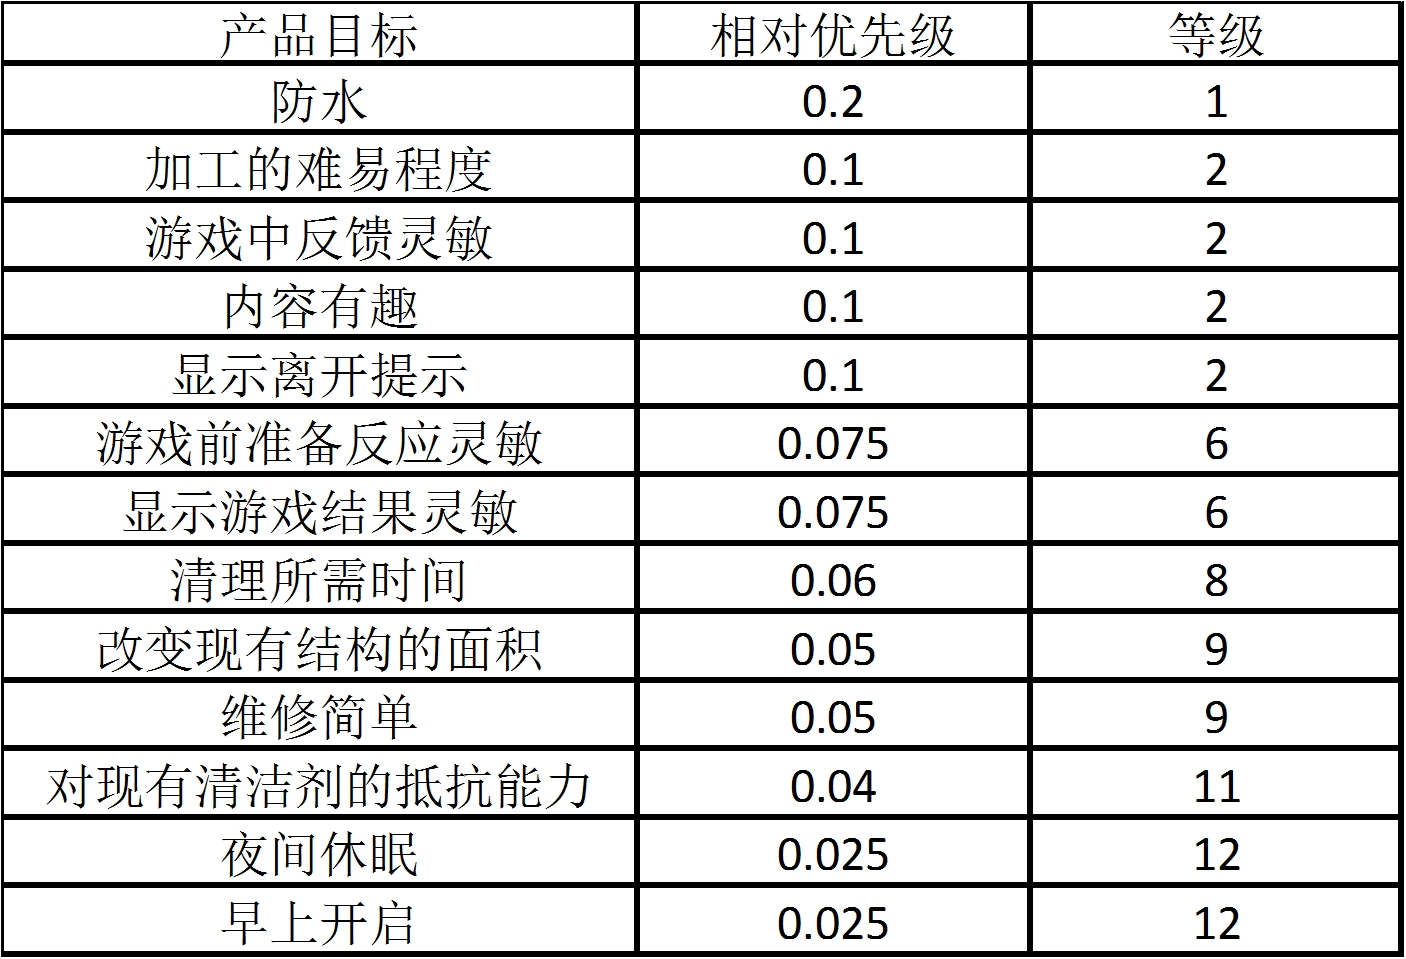 产品目标 相对优先级 等级
防水 0.2 1
加工的难易程度 0.1 2
游戏中反馈灵敏 0.1 2
内容有趣 0.1 2
显示离开提示 0.1 2
游戏前准备反应灵敏 0.075 6
显示游戏结果灵敏 0.075 6
清理所需时间 0.06 8
改变现有结构的面积 0.05 9
维修简单 0.05 9
对现有清洁剂的抵抗能力 0.04 11
夜间休眠 0.025 12
早上开启 0.025 12